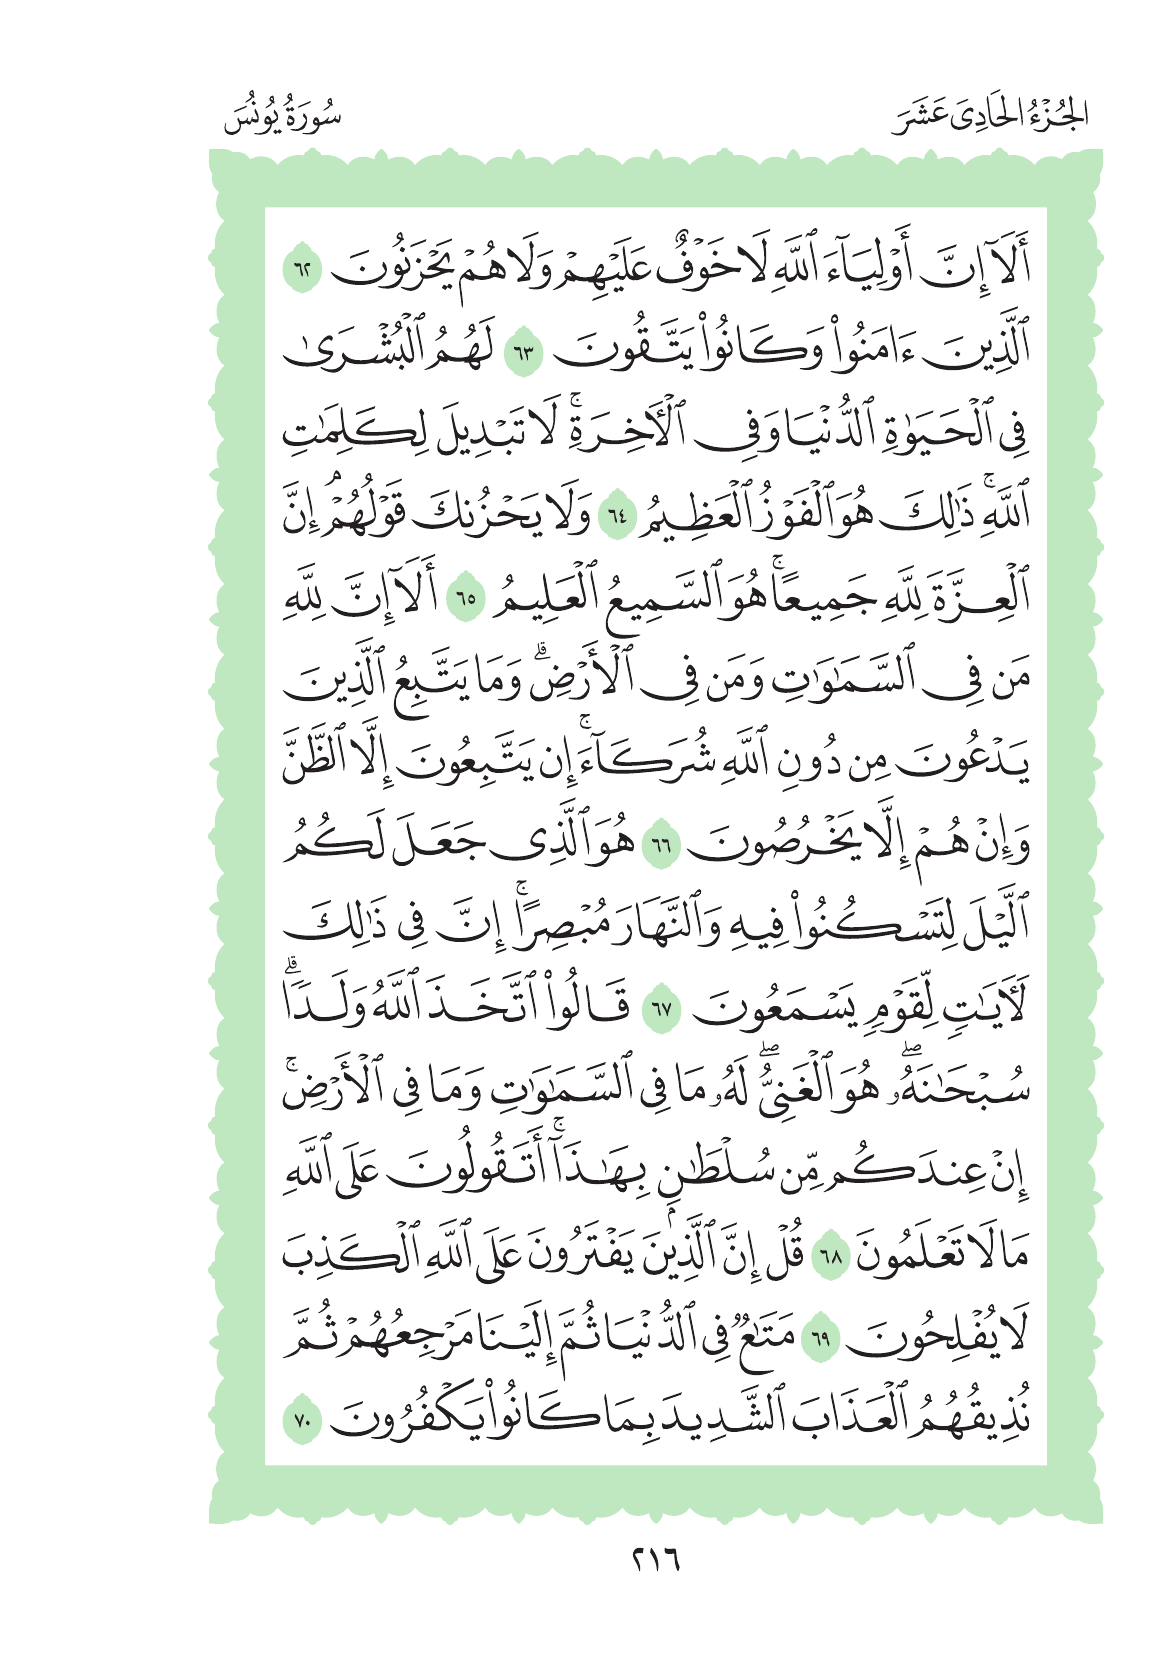 الجُزْءُ الحَادِىَ عَشَرَ
سُورَةُ يُونُسَ
أَلَآ إِنَّ أَوْلِيَآءَ ٱللَّهِ لَا خَوْفٌ عَلَيْهِمْ وَلَا هُمْ يَحْزَنُونَ ٦٢
ٱلَّذِينَ ءَامَنُوا۟ وَكَانُوا۟ يَتَّقُونَ ٦٣ لَهُمُ ٱلْبُشْرَىٰ
فِى ٱلْحَيَوٰةِ ٱلدُّنْيَا وَفِى ٱلْأَخِرَةِ ۚ لَا تَبْدِيلَ لِكَلِمَٰتِ
ٱللَّهِ ۚ ذَٰلِكَ هُوَ ٱلْفَوْزُ ٱلْعَظِيمُ ٦٤ وَلَا يَحْزُنكَ قَوْلُهُمْ ۘ إِنَّ
ٱلْعِزَّةَ لِلَّهِ جَمِيعًا ۚ هُوَ ٱلسَّمِيعُ ٱلْعَلِيمُ ٦٥ أَلَآ إِنَّ لِلَّهِ
مَن فِى ٱلسَّمَٰوَٰتِ وَمَن فِى ٱلْأَرْضِ ۗ وَمَا يَتَّبِعُ ٱلَّذِينَ
يَدْعُونَ مِن دُونِ ٱللَّهِ شُرَكَآءَ ۚ إِن يَتَّبِعُونَ إِلَّا ٱلظَّنَّ
وَإِنْ هُمْ إِلَّا يَخْرُصُونَ ٦٦ هُوَ ٱلَّذِى جَعَلَ لَكُمُ
ٱلَّيْلَ لِتَسْكُنُوا۟ فِيهِ وَٱلنَّهَارَ مُبْصِرًا ۚ إِنَّ فِى ذَٰلِكَ
لَأَيَٰتٍ لِّقَوْمٍ يَسْمَعُونَ ٦٧ قَالُوا۟ ٱتَّخَذَ ٱللَّهُ وَلَدًا ۗ
سُبْحَٰنَهُۥ ۖ هُوَ ٱلْغَنِىُّ ۖ لَهُۥ مَا فِى ٱلسَّمَٰوَٰتِ وَمَا فِى ٱلْأَرْضِ ۚ
إِنْ عِندَكُم مِّن سُلْطَٰنٍۭ بِهَٰذَآ ۚ أَتَقُولُونَ عَلَى ٱللَّهِ
مَا لَا تَعْلَمُونَ ٦٨ قُلْ إِنَّ ٱلَّذِينَ يَفْتَرُونَ عَلَى ٱللَّهِ ٱلْكَذِبَ
لَا يُفْلِحُونَ ٦٩ مَتَٰعٌ فِى ٱلدُّنْيَا ثُمَّ إِلَيْنَا مَرْجِعُهُمْ ثُمَّ
نُذِيقُهُمُ ٱلْعَذَابَ ٱلشَّدِيدَ بِمَا كَانُوا۟ يَكْفُرُونَ ٧٠
٢١٦